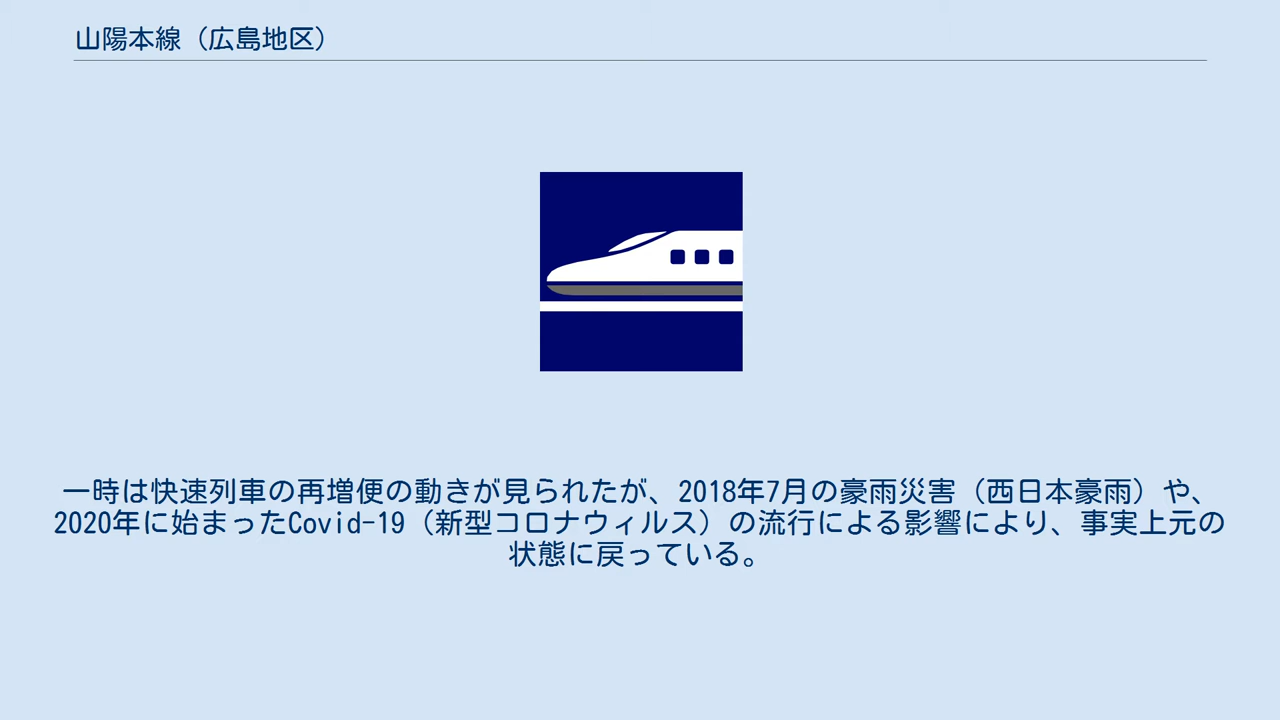 山陽本線（広島地区）
一時は快速列車の再増便の動きが見られたが、2018年7月の豪雨災害（西日本豪雨）や、
2020年に始まったCovid-19（新型コロナウィルス）の流行による影響により、事実上元の
状態に戻っている。